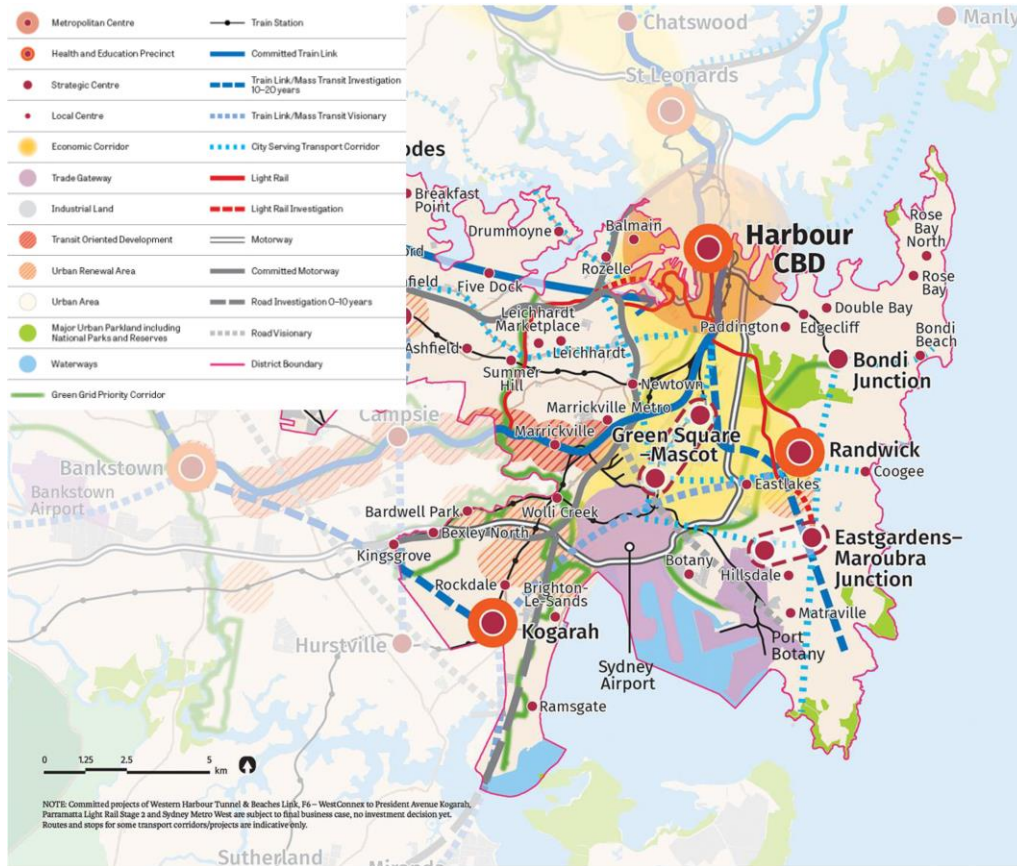 Metropolitan Centre
Health and Education Precinct
Strategic Centre
Local Centre
Economic Corridor
Trade Gateway
Industrial Land
Transit Oriented Development
Urban Renewal Area
Urban Area
Major Urban Parkland including
National Parks and Reserves
Waterways
Green Grid Priority Corridor
Train Station
Committed Train Link
Train Link/Mass Transit Investigation
10–20 years
Train Link/Mass Transit Visionary
City Serving Transport Corridor
Light Rail
Light Rail Investigation
Motorway
Committed Motorway
Road Investigation 0–10 years
Road Visionary
District Boundary
Chatswood
Manly
St Leonards
odes
Breakfast
Point
Drummoyne
Balmain
Rozelle
Harbour
CBD
Rose
Bay
North
Rose
Bay
ord
Five Dock
field
Leichhardt
Marketplace
Leichhardt
Ashfield
Summer
Hill
Paddington
Double Bay
Edgecliff
Bondi
Beach
Bondi
Junction
Newtown
Campsie
Marrickville Metro
Marrickville
Green Square
–Mascot
Randwick
Coogee
Bankstown
Bankstown
Airport
Eastlakes
Bardwell Park
Wolli Creek
Bexley North
Kingsgrove
Eastgardens–
Maroubra
Junction
Botany
Hillsdale
Rockdale
Brighton-
Le-Sands
Matraville
Kogarah
Hurstville
Port
Botany
Sydney
Airport
Ramsgate
0 1.25 2.5 5
km
NOTE: Committed projects of Western Harbour Tunnel & Beaches Link, F6 – WestConnex to President Avenue Kogarah,
Parramatta Light Rail Stage 2 and Sydney Metro West are subject to final business case, no investment decision yet.
Routes and stops for some transport corridors/projects are indicative only.
Sutherland
Miranda